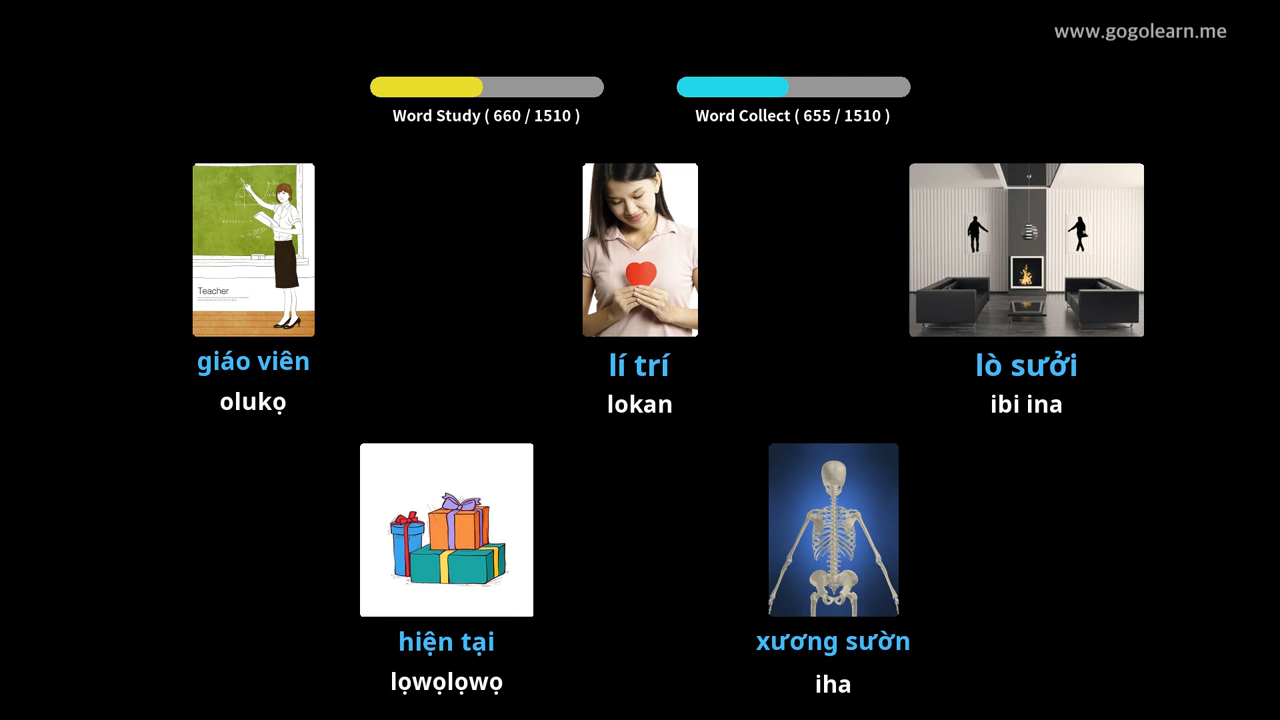 www.gogolearn.me
Word Study ( 660 / 1510 )
Word Collect ( 655 / 1510 )
Teacher
giáo viên
lí trí
lò sưởi
olukọ
lokan
ibi ina
hiện tại
xương sườn
lọwọlọwọ
iha